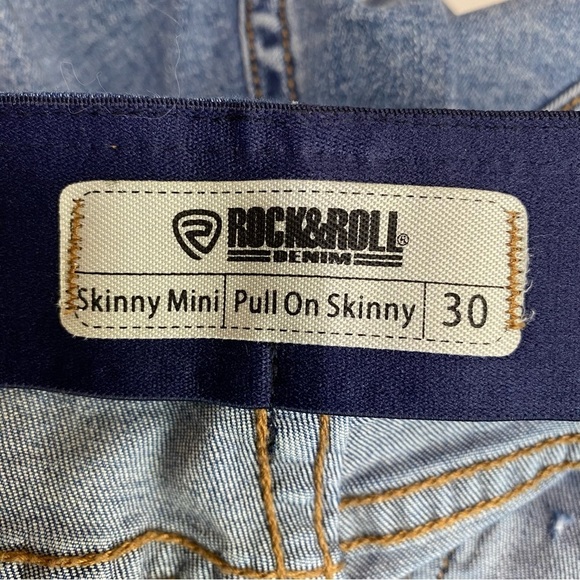 ROCK&ROLL®
DENIM
Skinny Mini Pull On Skinny 30